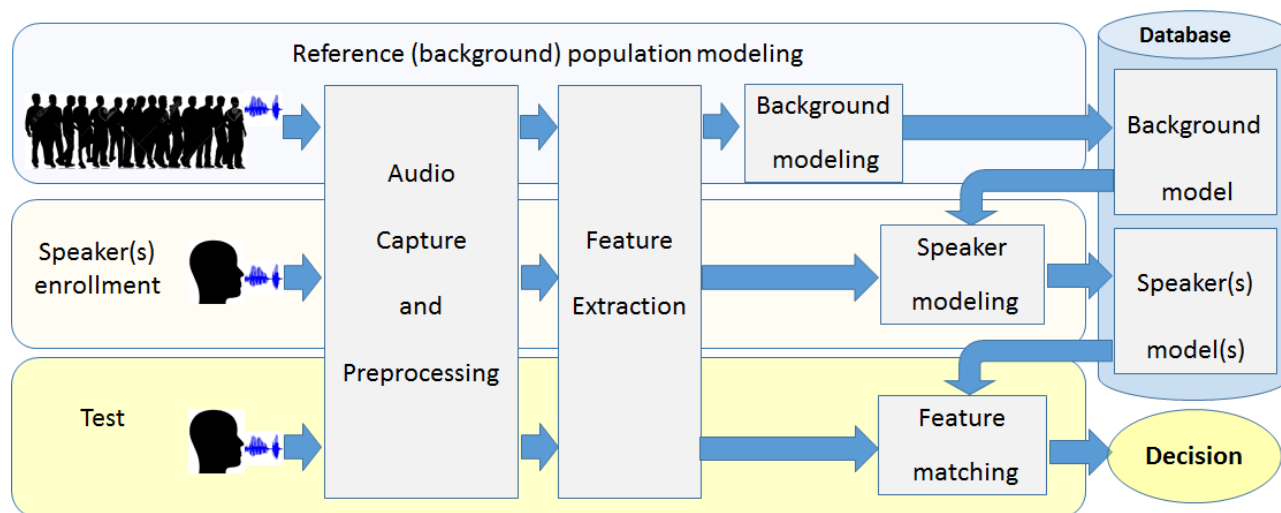 Reference (background) population modeling
Database
Background
modeling
Background
model
Audio
Capture
and
Preprocessing
Feature
Extraction
Speaker(s)
enrollment
Speaker
modeling
Speaker(s)
model(s)
Test
Feature
matching
Decision